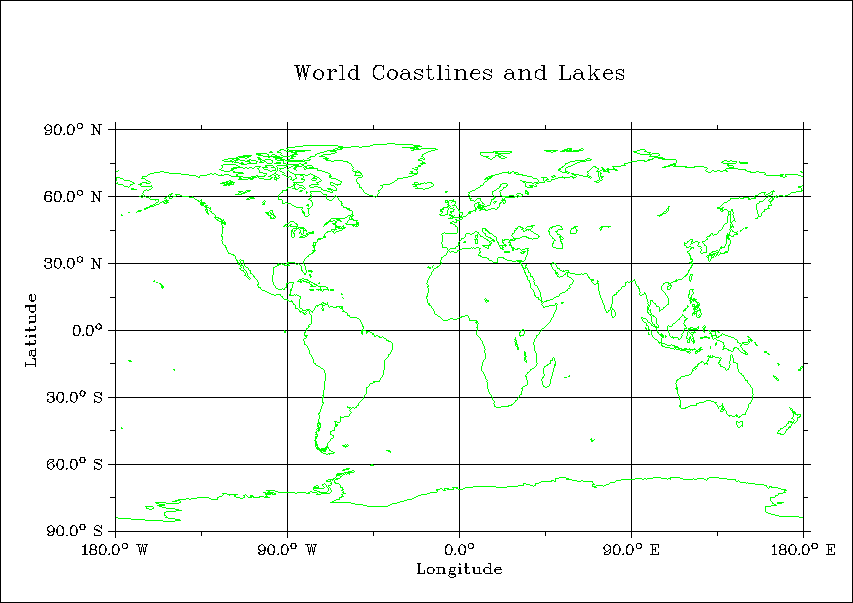 World Coastlines and Lakes
90.0° N
60.0° N
30.0° N
0.0°
30.0° S
60.0° S
90.0° S
Latitude
180.0° W 90.0° W 0.0° 90.0° E 180.0° E
Longitude